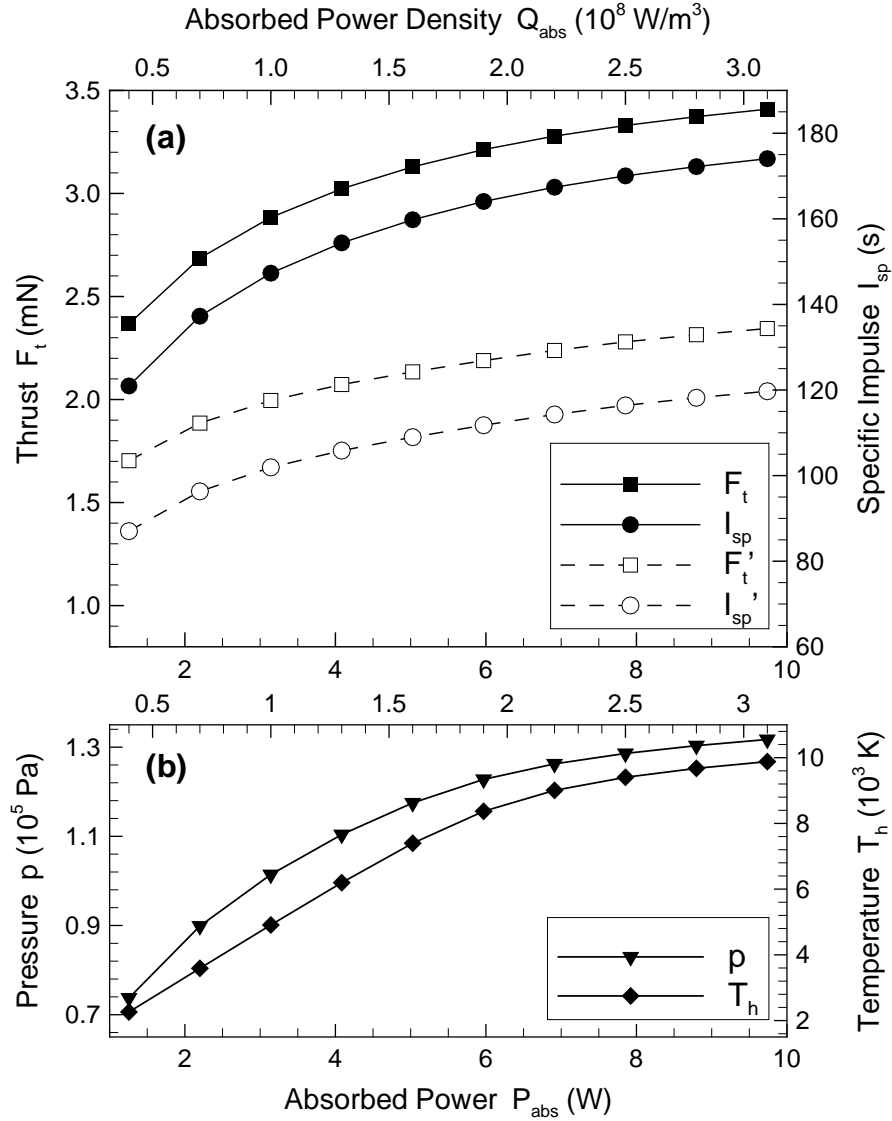 Absorbed Power Density Q_abs (10^8 W/m^3)
0.5 1.0 1.5 2.0 2.5 3.0
(a)
Thrust F_t (mN)
3.5
3.0
2.5
2.0
1.5
1.0
180
160
140
120
100
80
60
Specific Impulse I_sp (s)
F_t
I_sp
F_t’
I_sp’
2 4 6 8 10
0.5 1 1.5 2 2.5 3
(b)
Pressure p (10^5 Pa)
1.3
1.1
0.9
0.7
10
8
6
4
2
Temperature T_h (10^3 K)
p
T_h
2 4 6 8 10
Absorbed Power P_abs (W)